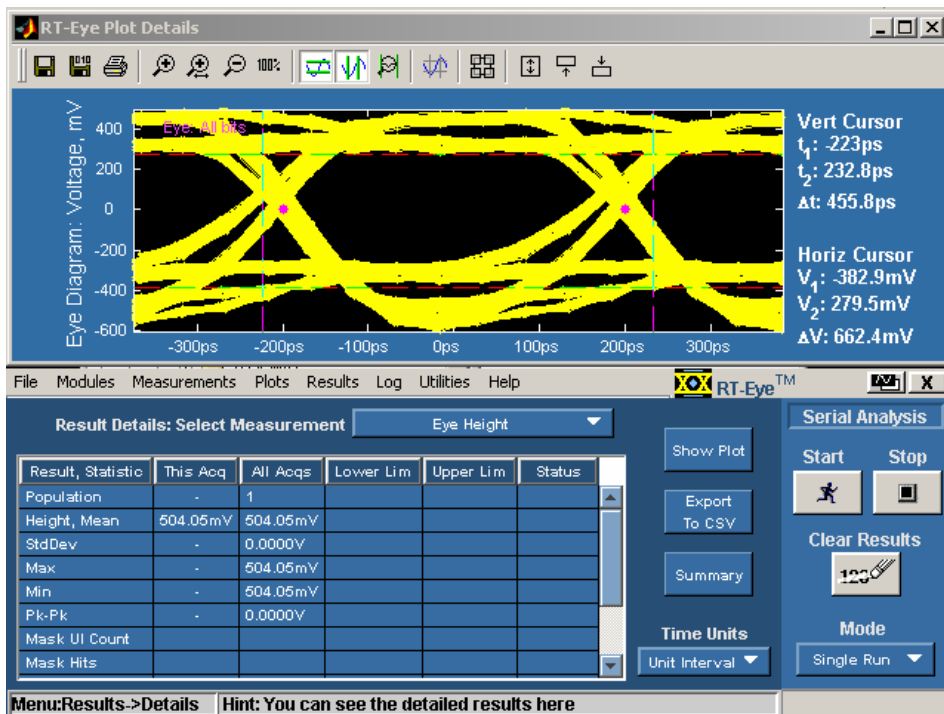 RT-Eye Plot Details
100%
Eye Diagram: Voltage, mV
Eye: All bits
400
200
0
-200
-400
-600
-300ps -200ps -100ps 0ps 100ps 200ps 300ps
Vert Cursor
t1: -223ps
t2: 232.8ps
Δt: 455.8ps
Horiz Cursor
V1: -382.9mV
V2: 279.5mV
ΔV: 662.4mV
File Modules Measurements Plots Results Log Utilities Help RT-Eye™ X
Result Details: Select Measurement Eye Height
Result, Statistic This Acq All Acqs Lower Lim Upper Lim Status
Population - 1
Height, Mean 504.05mV 504.05mV
StdDev - 0.0000V
Max - 504.05mV
Min - 504.05mV
Pk-Pk - 0.0000V
Mask UI Count
Mask Hits
Show Plot
Export
To CSV
Summary
Time Units
Unit Interval
Serial Analysis
Start Stop
Clear Results
123
Mode
Single Run
Menu:Results->Details Hint: You can see the detailed results here